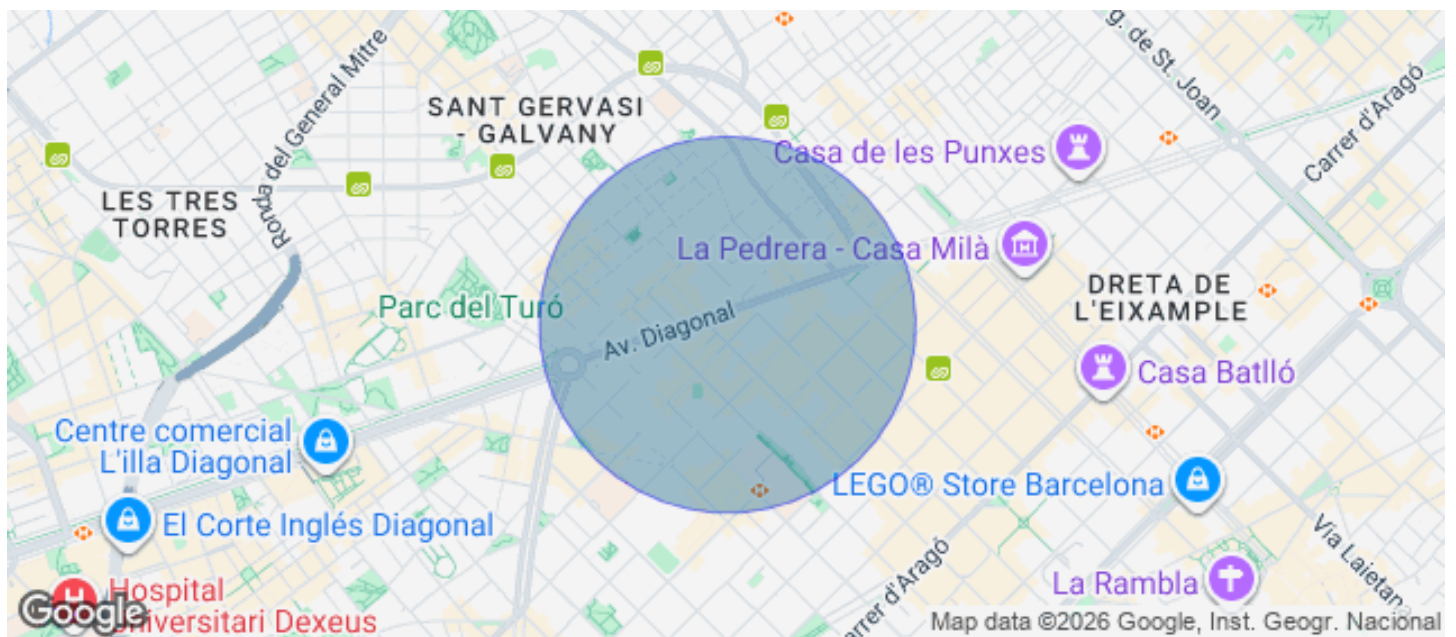 g. de St. Joan
Carrer d'Aragó
Ronda del General Mitre
SANT GERVASI
- GALVANY
Casa de les Punxes
LES TRES
TORRES
La Pedrera - Casa Milà
DRETA DE
L'EIXAMPLE
Parc del Turó
Av. Diagonal
Casa Batlló
Centre comercial
L'illa Diagonal
LEGO® Store Barcelona
El Corte Inglés Diagonal
Via Laietana
Carrer d'Aragó
La Rambla
H
Hospital
Universitari Dexeus
Google
Map data ©2026 Google, Inst. Geogr. Nacional